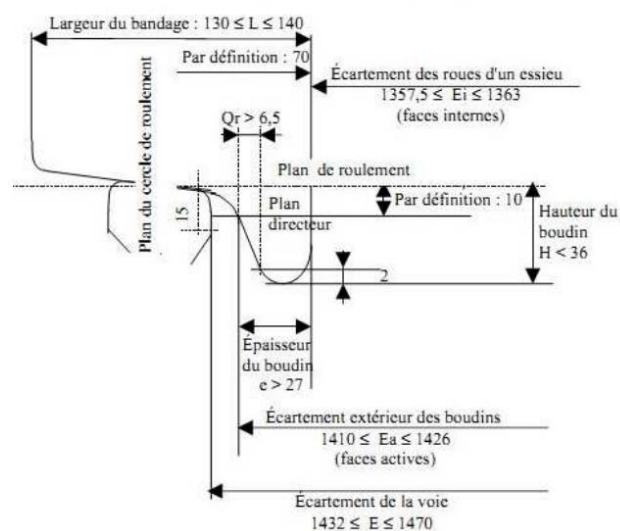 Largeur du bandage : 130 ≤ L ≤ 140
Par définition : 70
Écartement des roues d'un essieu
1357,5 ≤ Ei ≤ 1363
(faces internes)
Qr > 6,5
Plan du cercle de roulement
Plan de roulement
Par définition : 10
Plan
directeur
15
Hauteur du
boudin
H < 36
2
Épaisseur
du boudin
e > 27
Écartement extérieur des boudins
1410 ≤ Ea ≤ 1426
(faces actives)
Écartement de la voie
1432 ≤ E ≤ 1470